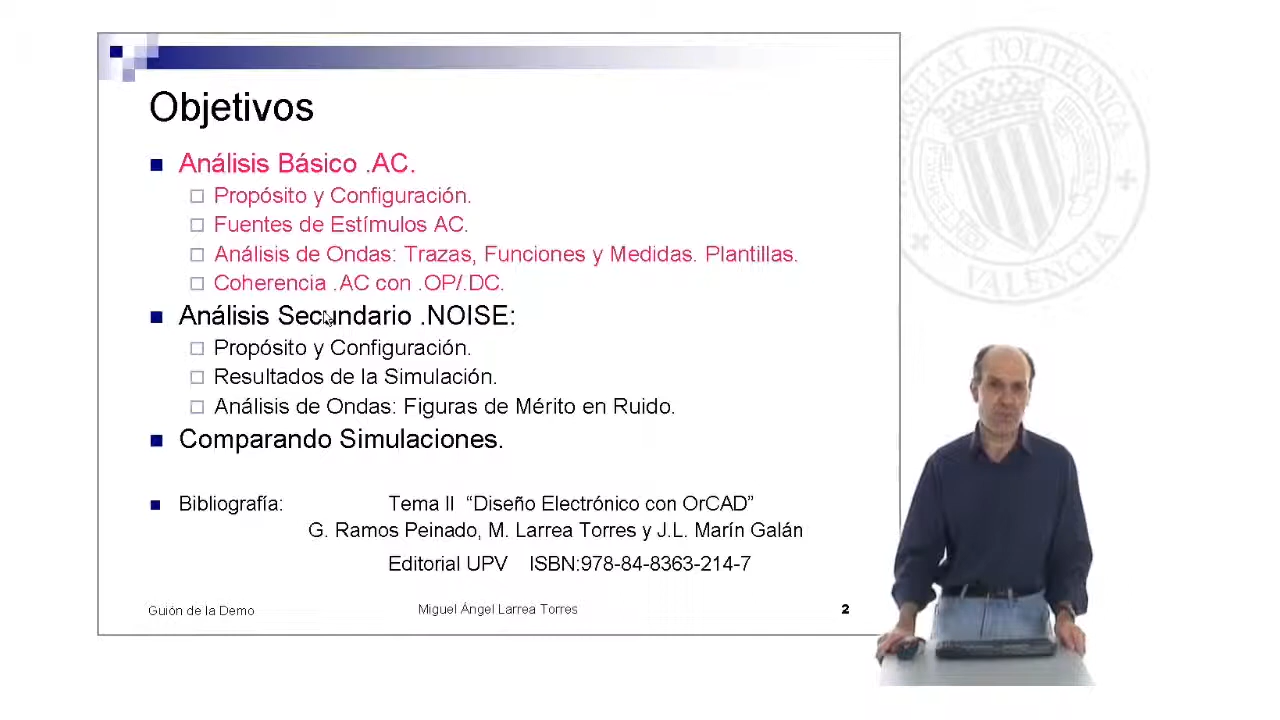 Objetivos
Análisis Básico .AC.
Propósito y Configuración.
Fuentes de Estímulos AC.
Análisis de Ondas: Trazas, Funciones y Medidas. Plantillas.
Coherencia .AC con .OP/.DC.
Análisis Secundario .NOISE:
Propósito y Configuración.
Resultados de la Simulación.
Análisis de Ondas: Figuras de Mérito en Ruido.
Comparando Simulaciones.
Bibliografía: Tema II “Diseño Electrónico con OrCAD”
G. Ramos Peinado, M. Larrea Torres y J.L. Marín Galán
Editorial UPV ISBN:978-84-8363-214-7
Guión de la Demo Miguel Ángel Larrea Torres 2
POLITÈCNICA
VALÈNCIA